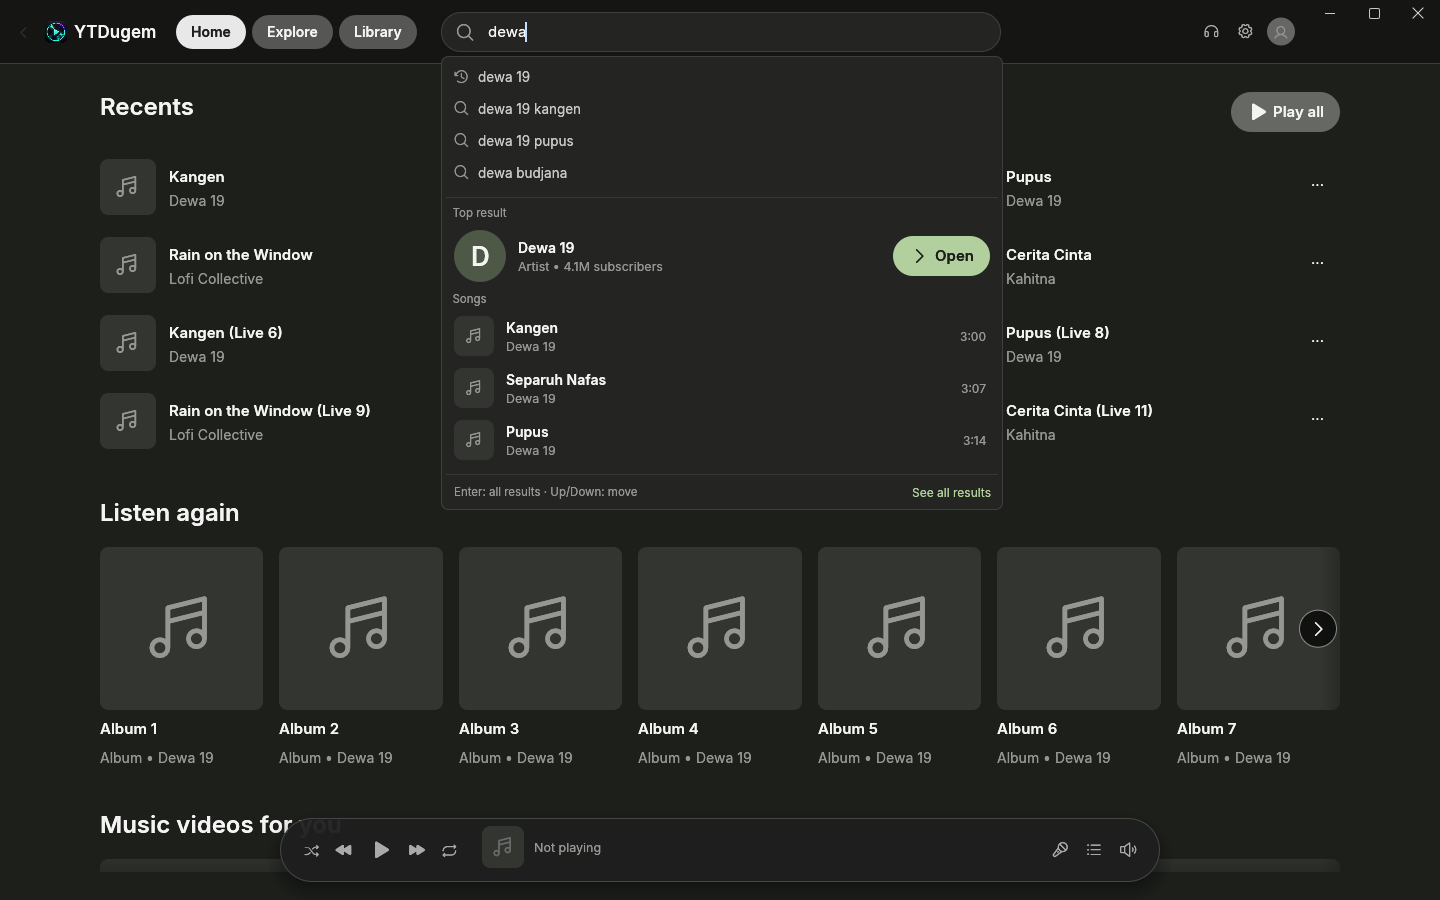 YTDugem
Home
Explore
Library
dewa
dewa 19
dewa 19 kangen
dewa 19 pupus
dewa budjana
Top result
D
Dewa 19
Artist • 4.1M subscribers
Open
Songs
Kangen
Dewa 19
3:00
Separuh Nafas
Dewa 19
3:07
Pupus
Dewa 19
3:14
Enter: all results · Up/Down: move
See all results
Recents
Play all
Kangen
Dewa 19
Pupus
Dewa 19
Rain on the Window
Lofi Collective
Cerita Cinta
Kahitna
Kangen (Live 6)
Dewa 19
Pupus (Live 8)
Dewa 19
Rain on the Window (Live 9)
Lofi Collective
Cerita Cinta (Live 11)
Kahitna
Listen again
Album 1
Album • Dewa 19
Album 2
Album • Dewa 19
Album 3
Album • Dewa 19
Album 4
Album • Dewa 19
Album 5
Album • Dewa 19
Album 6
Album • Dewa 19
Album 7
Album • Dewa 19
Music videos for you
Not playing